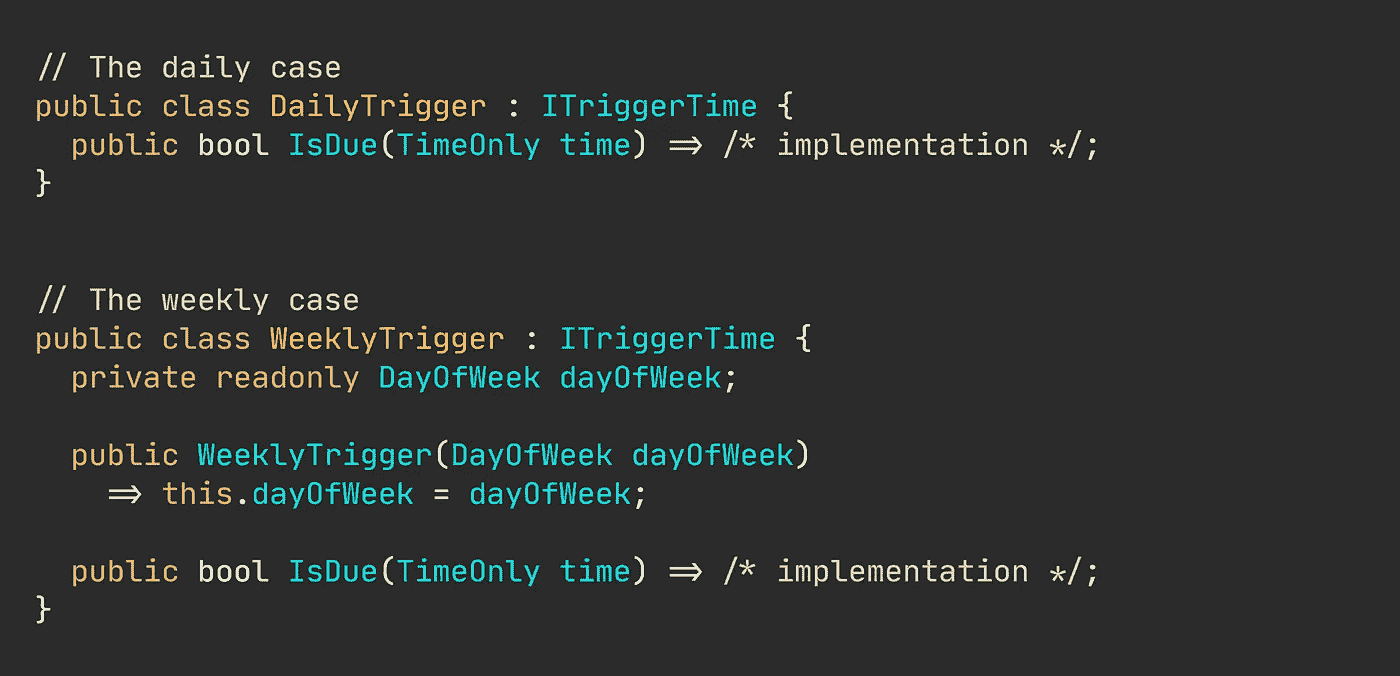 // The daily case
public class DailyTrigger : ITriggerTime {
  public bool IsDue(TimeOnly time) => /* implementation */;
}
// The weekly case
public class WeeklyTrigger : ITriggerTime {
  private readonly DayOfWeek dayOfWeek;
  public WeeklyTrigger(DayOfWeek dayOfWeek)
    => this.dayOfWeek = dayOfWeek;
  public bool IsDue(TimeOnly time) => /* implementation */;
}